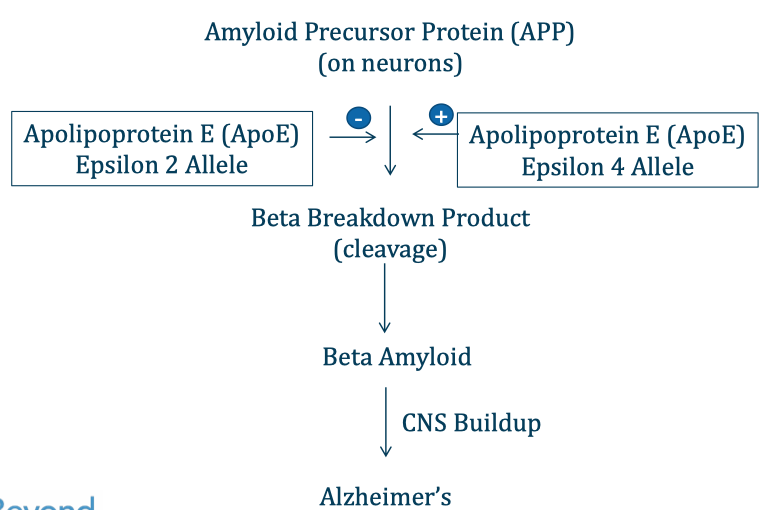 Amyloid Precursor Protein (APP)
(on neurons)
-
+
Apolipoprotein E (ApoE)
Epsilon 2 Allele
Apolipoprotein E (ApoE)
Epsilon 4 Allele
Beta Breakdown Product
(cleavage)
Beta Amyloid
CNS Buildup
Alzheimer’s
Beyond